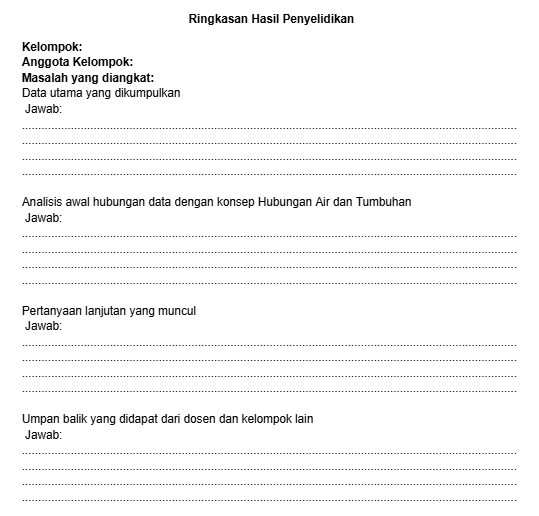 Ringkasan Hasil Penyelidikan
Kelompok:
Anggota Kelompok:
Masalah yang diangkat:
Data utama yang dikumpulkan
Jawab:
....................................................................................................
....................................................................................................
....................................................................................................
....................................................................................................
Analisis awal hubungan data dengan konsep Hubungan Air dan Tumbuhan
Jawab:
....................................................................................................
....................................................................................................
....................................................................................................
....................................................................................................
Pertanyaan lanjutan yang muncul
Jawab:
....................................................................................................
....................................................................................................
....................................................................................................
....................................................................................................
Umpan balik yang didapat dari dosen dan kelompok lain
Jawab:
....................................................................................................
....................................................................................................
....................................................................................................
....................................................................................................